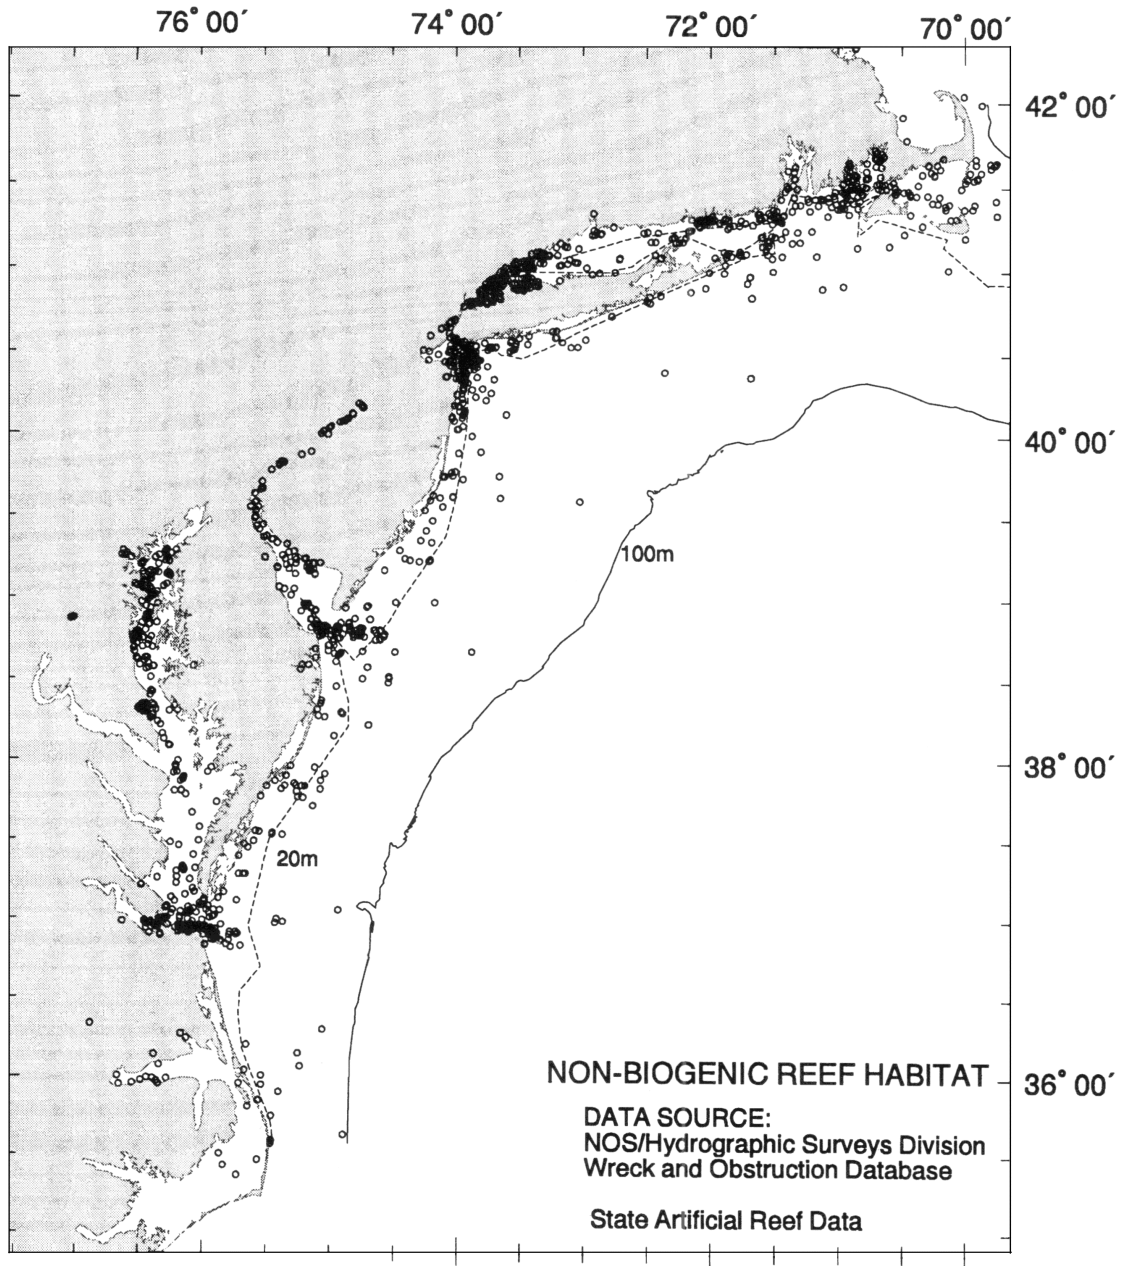 76° 00′ 74° 00′ 72° 00′ 70° 00′
42° 00′
40° 00′
100m
38° 00′
20m
NON-BIOGENIC REEF HABITAT
36° 00′
DATA SOURCE:
NOS/Hydrographic Surveys Division
Wreck and Obstruction Database
State Artificial Reef Data